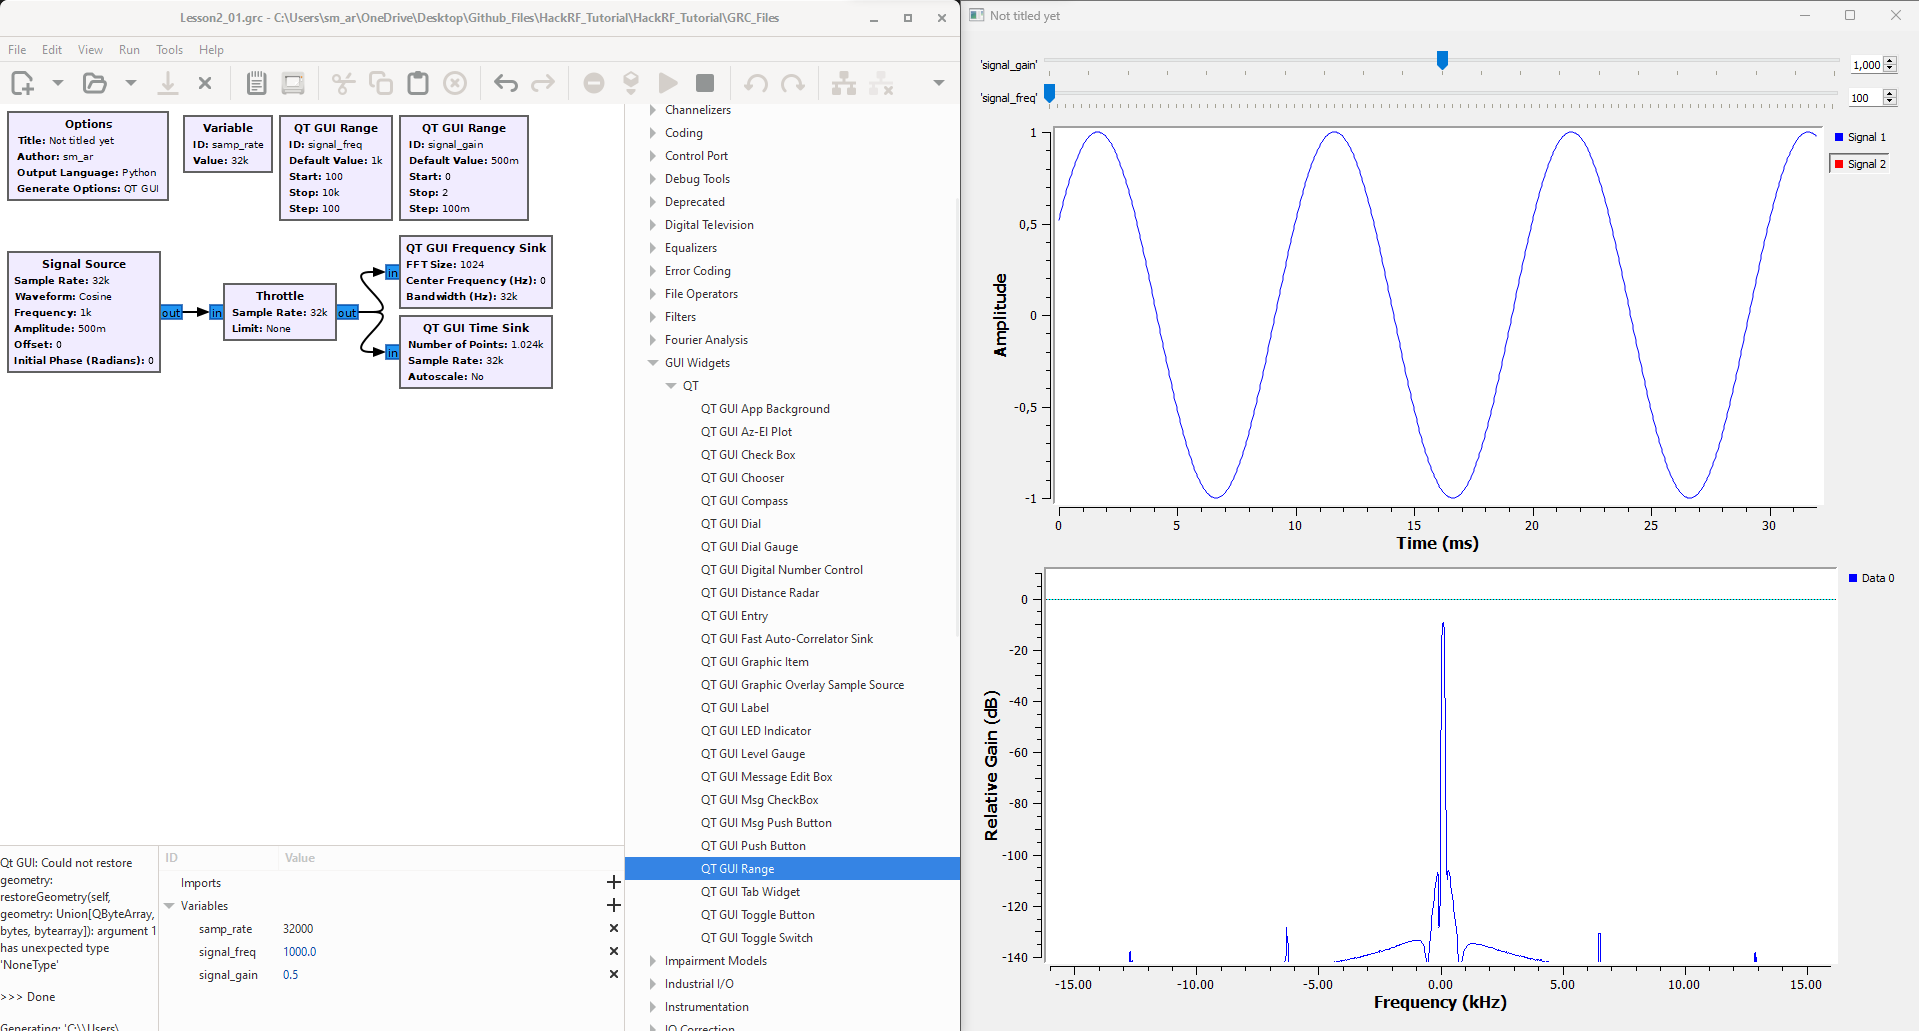 Lesson2_01.grc - C:\Users\sm_ar\OneDrive\Desktop\Github_Files\HackRF_Tutorial\HackRF_Tutorial\GRC_Files
File Edit View Run Tools Help
Options
Title: Not titled yet
Author: sm_ar
Output Language: Python
Generate Options: QT GUI
Variable
ID: samp_rate
Value: 32k
QT GUI Range
ID: signal_freq
Default Value: 1k
Start: 100
Stop: 10k
Step: 100
QT GUI Range
ID: signal_gain
Default Value: 500m
Start: 0
Stop: 2
Step: 100m
Signal Source
Sample Rate: 32k
Waveform: Cosine
Frequency: 1k
Amplitude: 500m
Offset: 0
Initial Phase (Radians): 0
out
in
Throttle
Sample Rate: 32k
Limit: None
out
in
QT GUI Frequency Sink
FFT Size: 1024
Center Frequency (Hz): 0
Bandwidth (Hz): 32k
in
QT GUI Time Sink
Number of Points: 1.024k
Sample Rate: 32k
Autoscale: No
Channelizers
Coding
Control Port
Debug Tools
Deprecated
Digital Television
Equalizers
Error Coding
File Operators
Filters
Fourier Analysis
GUI Widgets
QT
QT GUI App Background
QT GUI Az-El Plot
QT GUI Check Box
QT GUI Chooser
QT GUI Compass
QT GUI Dial
QT GUI Dial Gauge
QT GUI Digital Number Control
QT GUI Distance Radar
QT GUI Entry
QT GUI Fast Auto-Correlator Sink
QT GUI Graphic Item
QT GUI Graphic Overlay Sample Source
QT GUI Label
QT GUI LED Indicator
QT GUI Level Gauge
QT GUI Message Edit Box
QT GUI Msg CheckBox
QT GUI Msg Push Button
QT GUI Push Button
QT GUI Range
QT GUI Tab Widget
QT GUI Toggle Button
QT GUI Toggle Switch
Impairment Models
Industrial I/O
Instrumentation
IQ Correction
Qt GUI: Could not restore
geometry:
restoreGeometry(self,
geometry: Union[QByteArray,
bytes, bytearray]): argument 1
has unexpected type
'NoneType'
>>> Done
Generating: 'C:\\Users\
ID Value
Imports
Variables
samp_rate 32000
signal_freq 1000.0
signal_gain 0.5
Not titled yet
'signal_gain' 1,000
'signal_freq' 100
Signal 1
Signal 2
1
0,5
0
-0,5
-1
Amplitude
0 5 10 15 20 25 30
Time (ms)
Data 0
0
-20
-40
-60
-80
-100
-120
-140
Relative Gain (dB)
-15.00 -10.00 -5.00 0.00 5.00 10.00 15.00
Frequency (kHz)